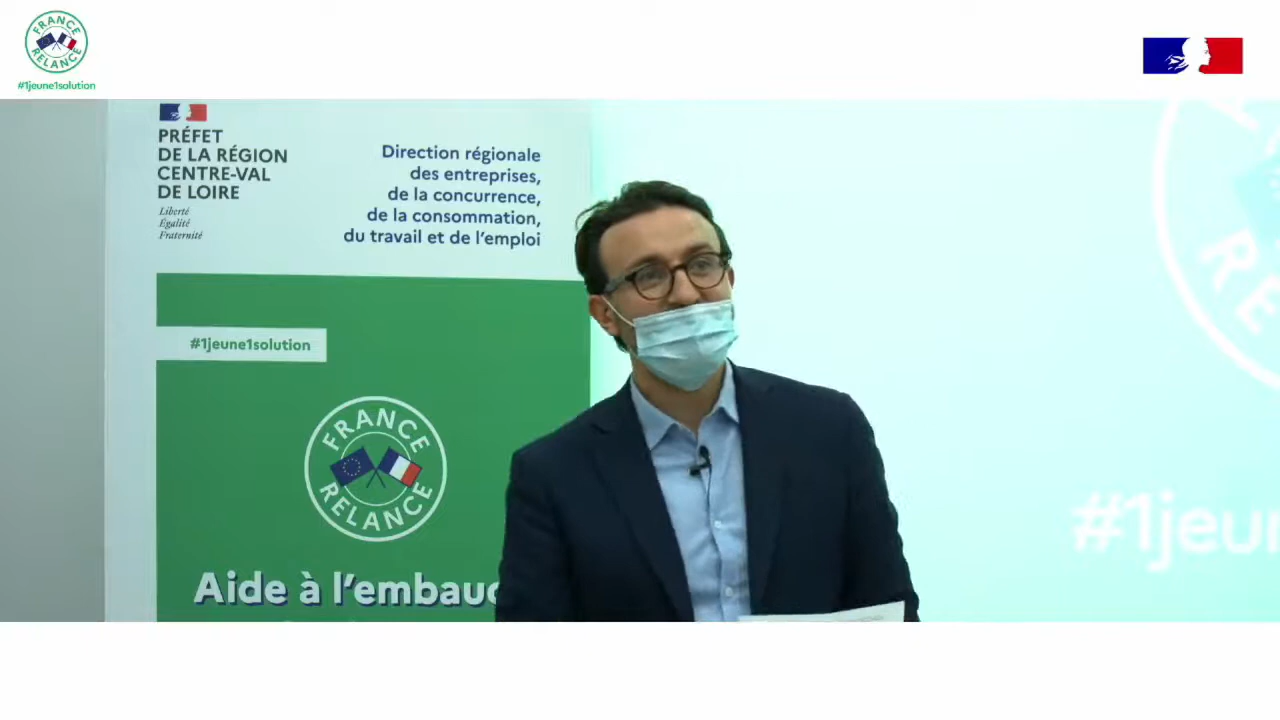 FRANCE
RELANCE
#1jeune1solution
PRÉFET
DE LA RÉGION
CENTRE-VAL
DE LOIRE
Liberté
Égalité
Fraternité
Direction régionale
des entreprises,
de la concurrence,
de la consommation,
du travail et de l'emploi
#1jeune1solution
FRANCE
RELANCE
Aide à l'embauc
RE
#1jeun